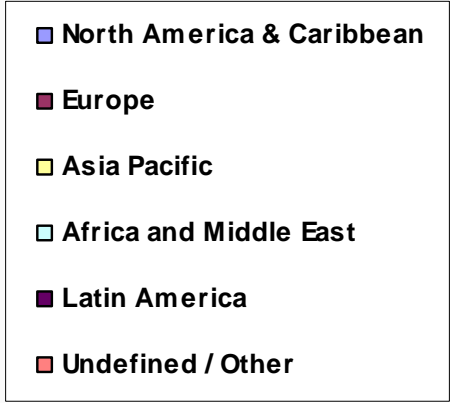 North America & Caribbean
Europe
Asia Pacific
Africa and Middle East
Latin America
Undefined / Other